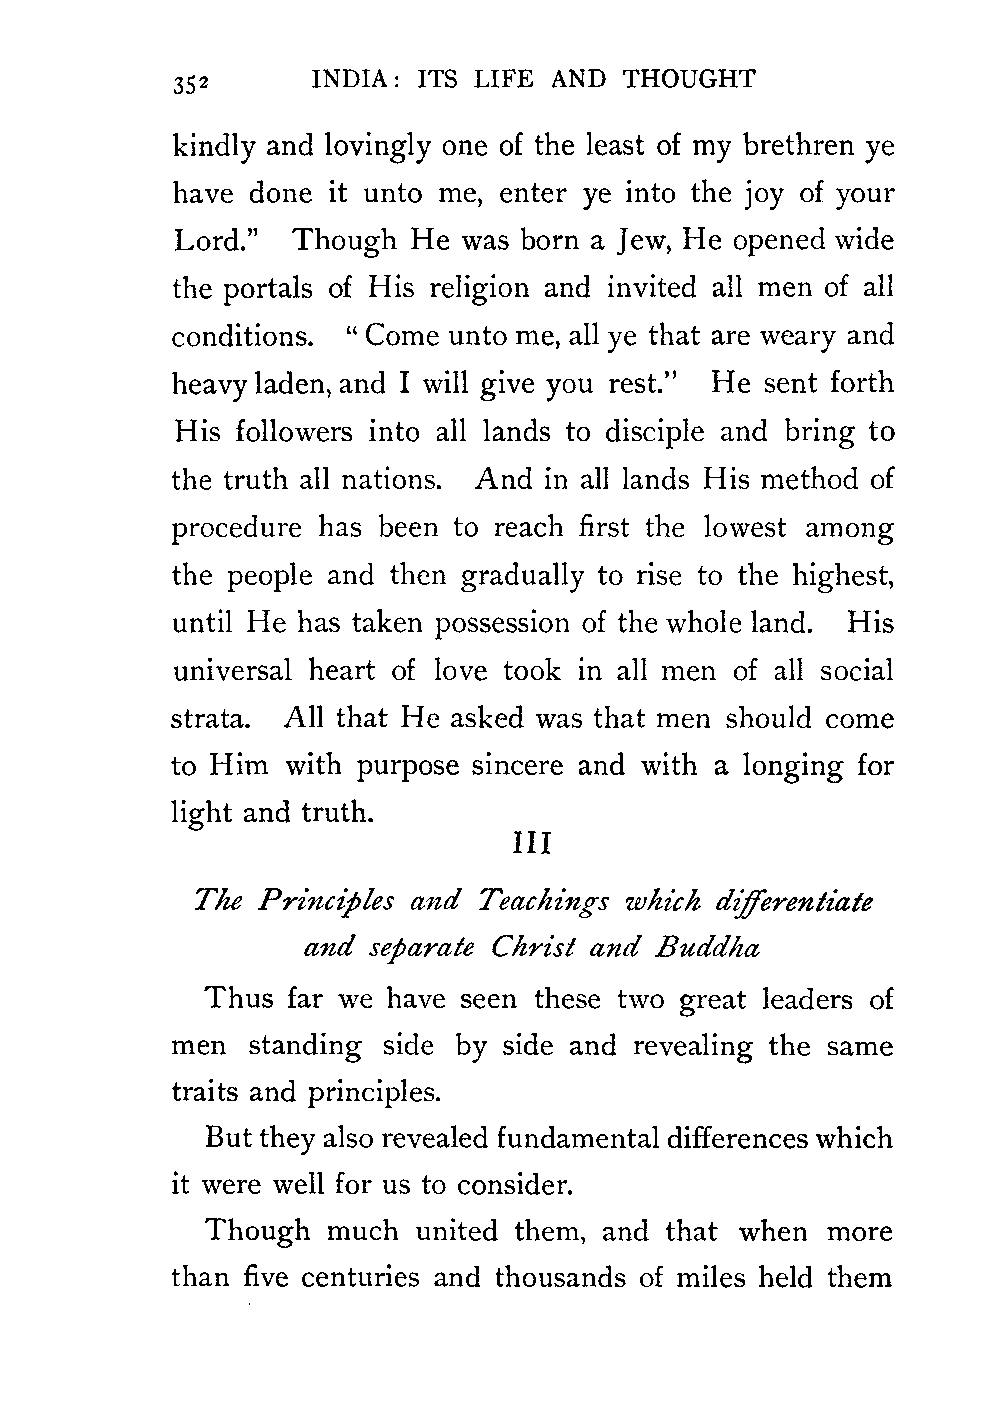 352 INDIA: ITS LIFE AND THOUGHT
kindly and lovingly one of the least of my brethren ye
have done it unto me, enter ye into the joy of your
Lord.” Though He was born a Jew, He opened wide
the portals of His religion and invited all men of all
conditions. “ Come unto me, all ye that are weary and
heavy laden, and I will give you rest.” He sent forth
His followers into all lands to disciple and bring to
the truth all nations. And in all lands His method of
procedure has been to reach first the lowest among
the people and then gradually to rise to the highest,
until He has taken possession of the whole land. His
universal heart of love took in all men of all social
strata. All that He asked was that men should come
to Him with purpose sincere and with a longing for
light and truth.
III
The Principles and Teachings which differentiate
and separate Christ and Buddha
Thus far we have seen these two great leaders of
men standing side by side and revealing the same
traits and principles.
But they also revealed fundamental differences which
it were well for us to consider.
Though much united them, and that when more
than five centuries and thousands of miles held them